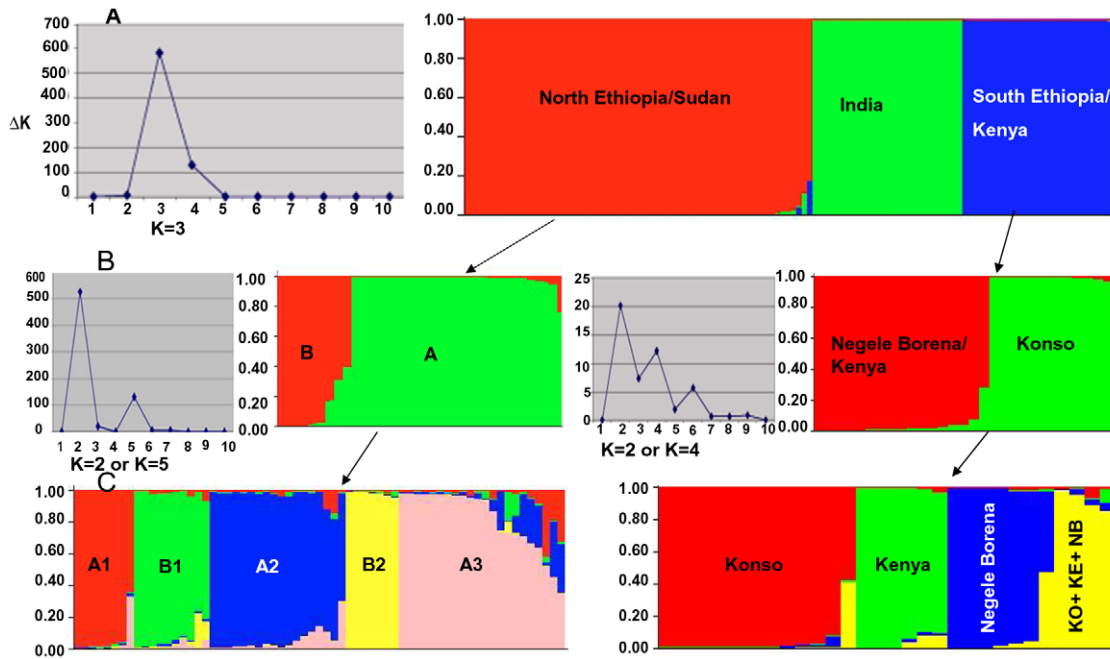 A
700
600
500
400
300
200
100
0
ΔK
1 2 3 4 5 6 7 8 9 10
K=3
1.00
0.80
0.60
0.40
0.20
0.00
North Ethiopia/Sudan
India
South Ethiopia/
Kenya
B
600
500
400
300
200
100
0
1 2 3 4 5 6 7 8 9 10
K=2 or K=5
1.00
0.80
0.60
0.40
0.20
0.00
B
A
25
20
15
10
5
0
1 2 3 4 5 6 7 8 9 10
K=2 or K=4
1.00
0.80
0.60
0.40
0.20
0.00
Negele Borena/
Kenya
Konso
C
1.00
0.80
0.60
0.40
0.20
0.00
A1
B1
A2
B2
A3
1.00
0.80
0.60
0.40
0.20
0.00
Konso
Kenya
Negele Borena
KO+ KE+ NB